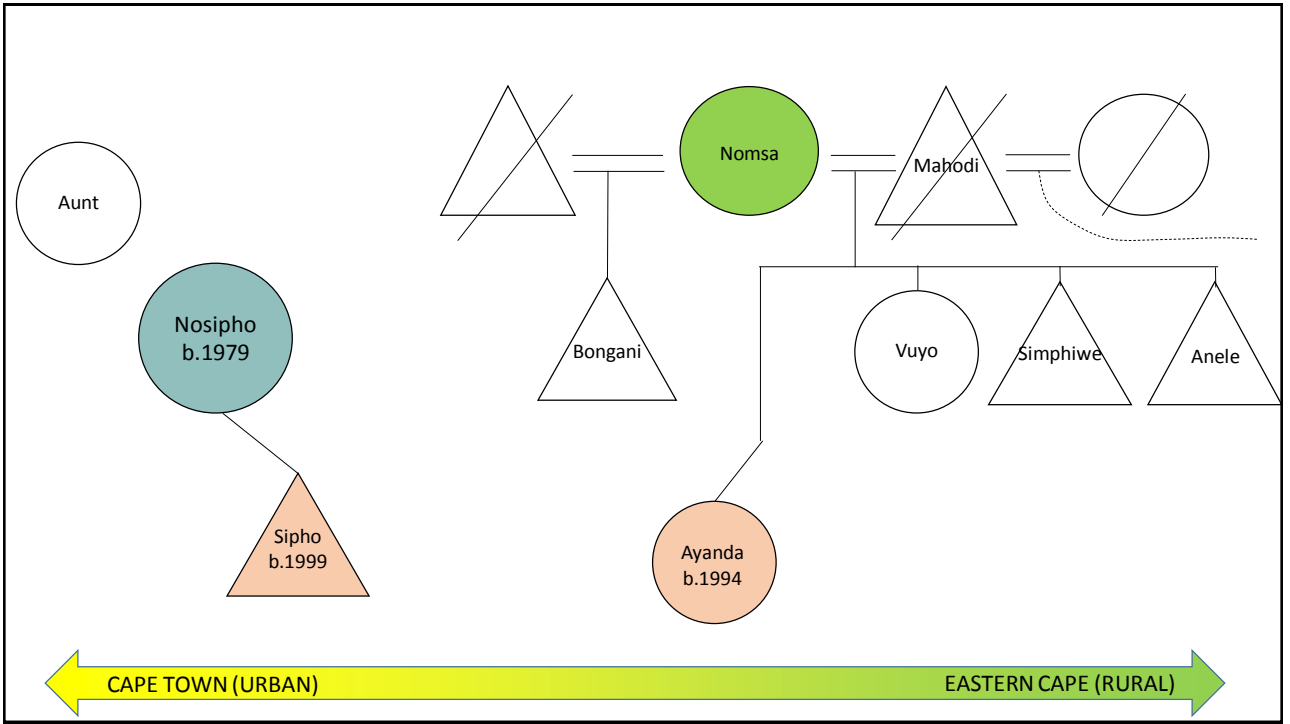 Nomsa
Mahodi
Aunt
Nosipho
b.1979
Bongani
Vuyo
Simphiwe
Anele
Sipho
b.1999
Ayanda
b.1994
CAPE TOWN (URBAN)
EASTERN CAPE (RURAL)